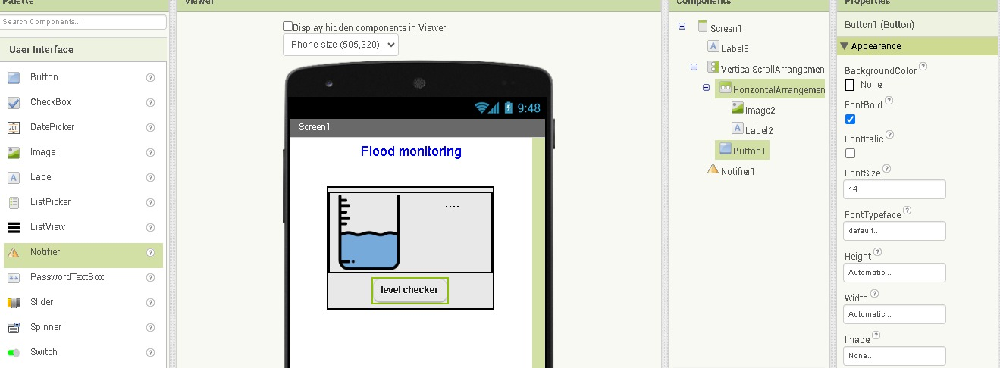 Palette
Search Components...
User Interface
Button
CheckBox
DatePicker
Image
Label
ListPicker
ListView
Notifier
PasswordTextBox
Slider
Spinner
Switch
Viewer
Display hidden components in Viewer
Phone size (505,320)
9:48
Screen1
Flood monitoring
....
level checker
Components
Screen1
Label3
VerticalScrollArrangemen
HorizontalArrangemen
Image2
Label2
Button1
Notifier1
Properties
Button1 (Button)
Appearance
BackgroundColor
None
FontBold
FontItalic
FontSize
14
FontTypeface
default...
Height
Automatic...
Width
Automatic...
Image
None...